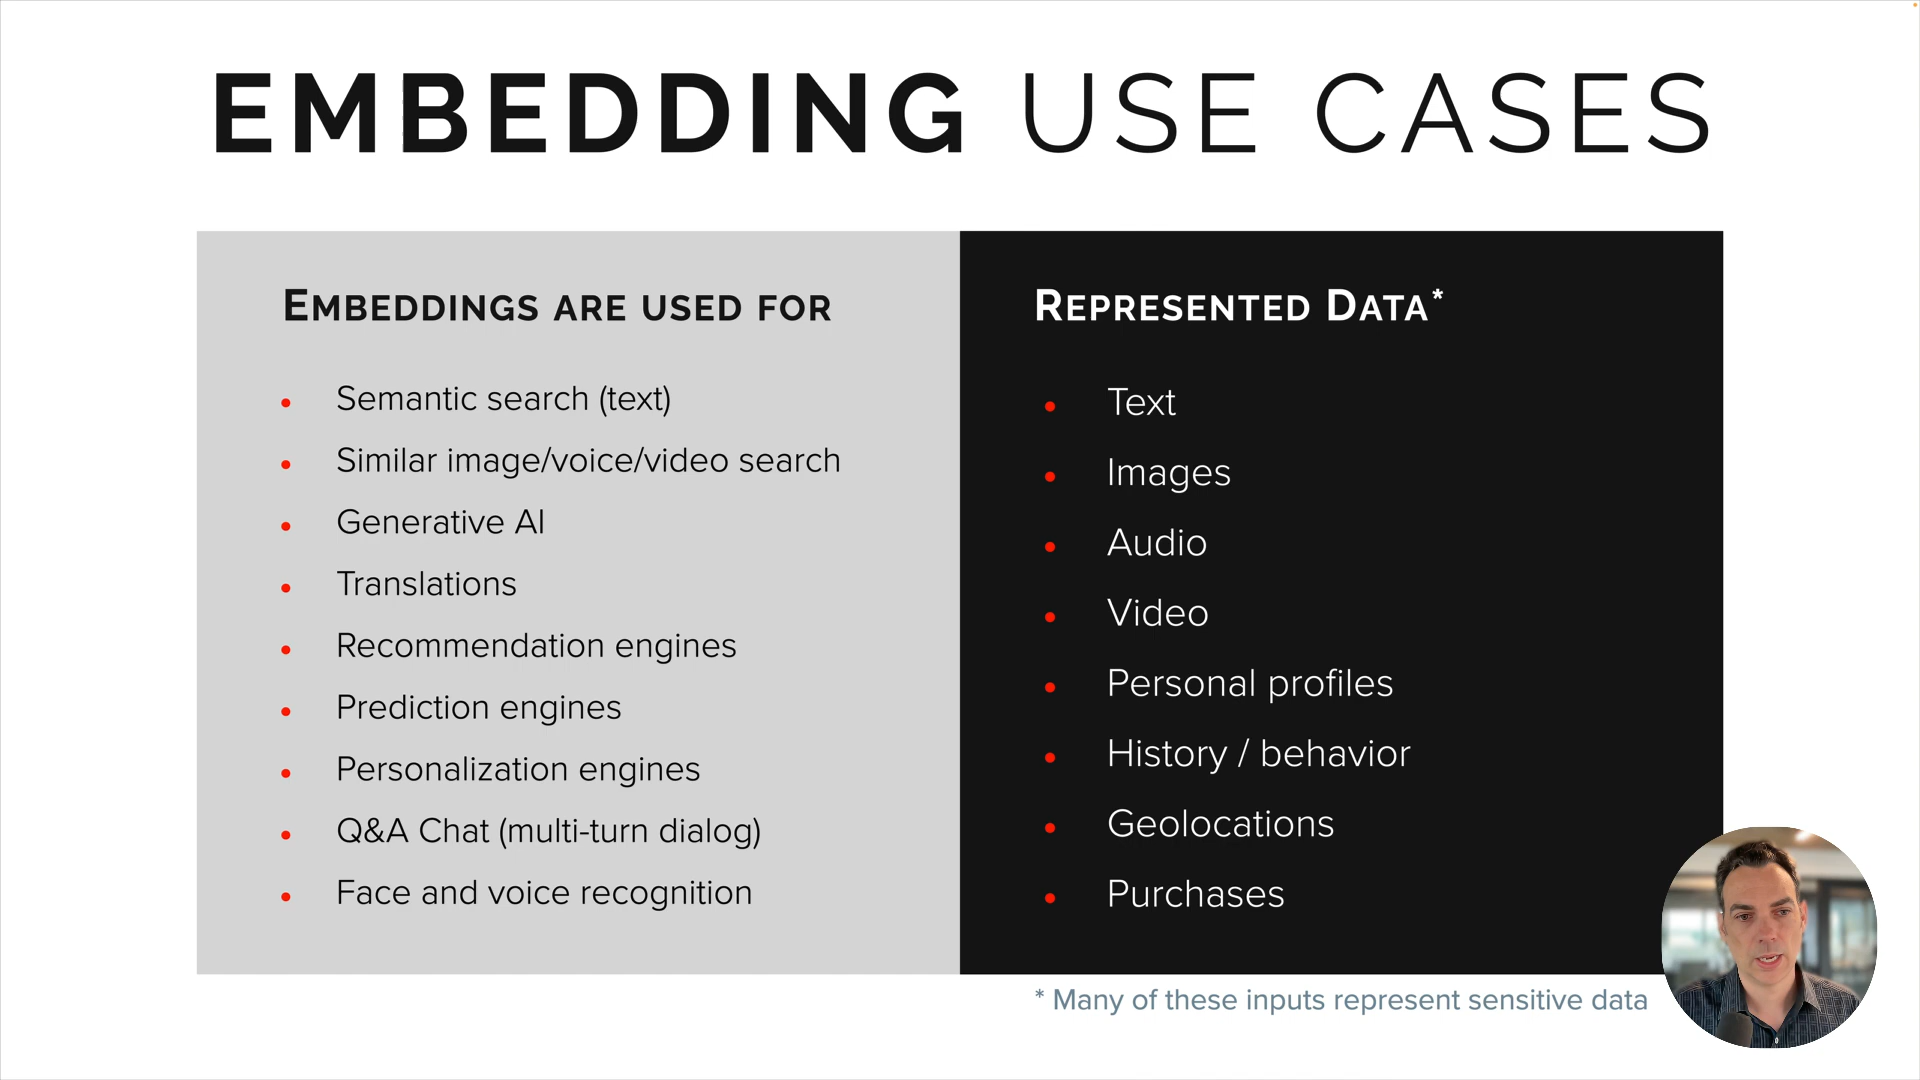 EMBEDDING USE CASES
EMBEDDINGS ARE USED FOR
• Semantic search (text)
• Similar image/voice/video search
• Generative AI
• Translations
• Recommendation engines
• Prediction engines
• Personalization engines
• Q&A Chat (multi-turn dialog)
• Face and voice recognition
REPRESENTED DATA*
• Text
• Images
• Audio
• Video
• Personal profiles
• History / behavior
• Geolocations
• Purchases
* Many of these inputs represent sensitive data